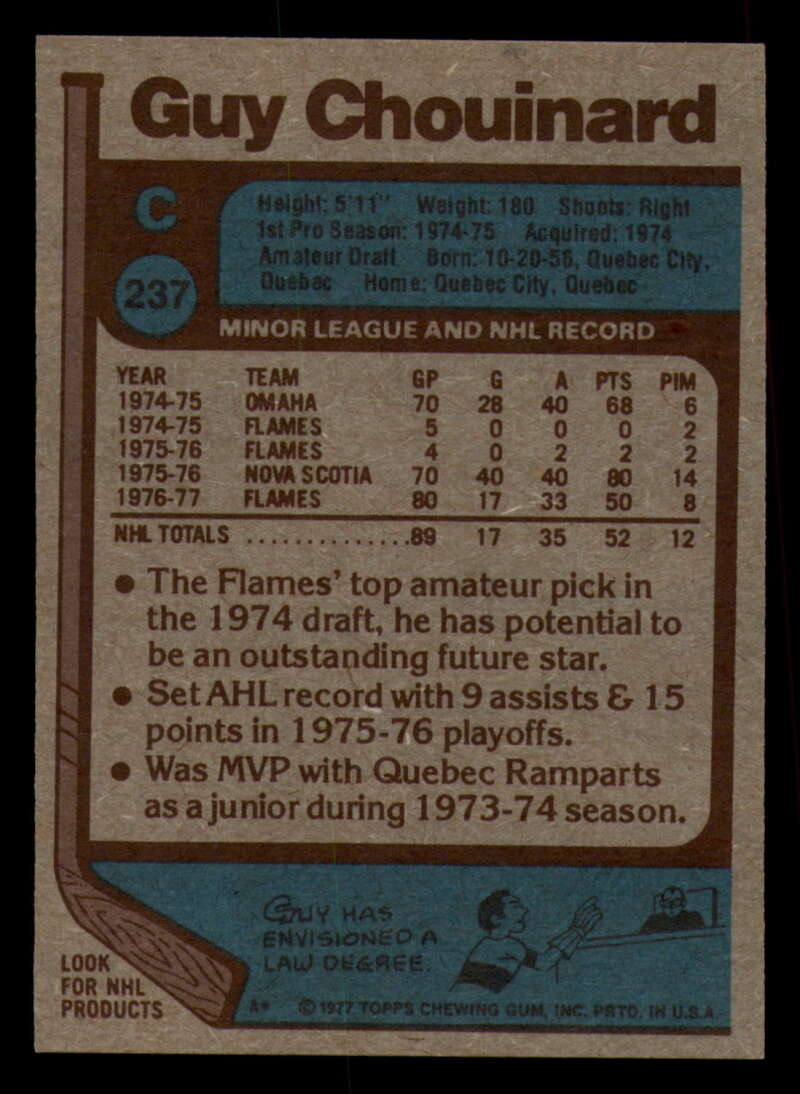 Guy Chouinard
C
237
Height: 5'11" Weight: 180 Shoots: Right
1st Pro Season: 1974-75 Acquired: 1974
Amateur Draft Born: 10-20-56, Quebec City,
Quebec Home: Quebec City, Quebec
MINOR LEAGUE AND NHL RECORD
YEAR TEAM GP G A PTS PIM
1974-75 OMAHA 70 28 40 68 6
1974-75 FLAMES 5 0 0 0 2
1975-76 FLAMES 4 0 2 2 2
1975-76 NOVA SCOTIA 70 40 40 80 14
1976-77 FLAMES 80 17 33 50 8
NHL TOTALS ..............89 17 35 52 12
• The Flames' top amateur pick in
the 1974 draft, he has potential to
be an outstanding future star.
• Set AHL record with 9 assists & 15
points in 1975-76 playoffs.
• Was MVP with Quebec Ramparts
as a junior during 1973-74 season.
GUY HAS
ENVISIONED A
LAW DEGREE.
LOOK
FOR NHL
PRODUCTS
A* © 1977 TOPPS CHEWING GUM, INC. PRTD. IN U.S.A.